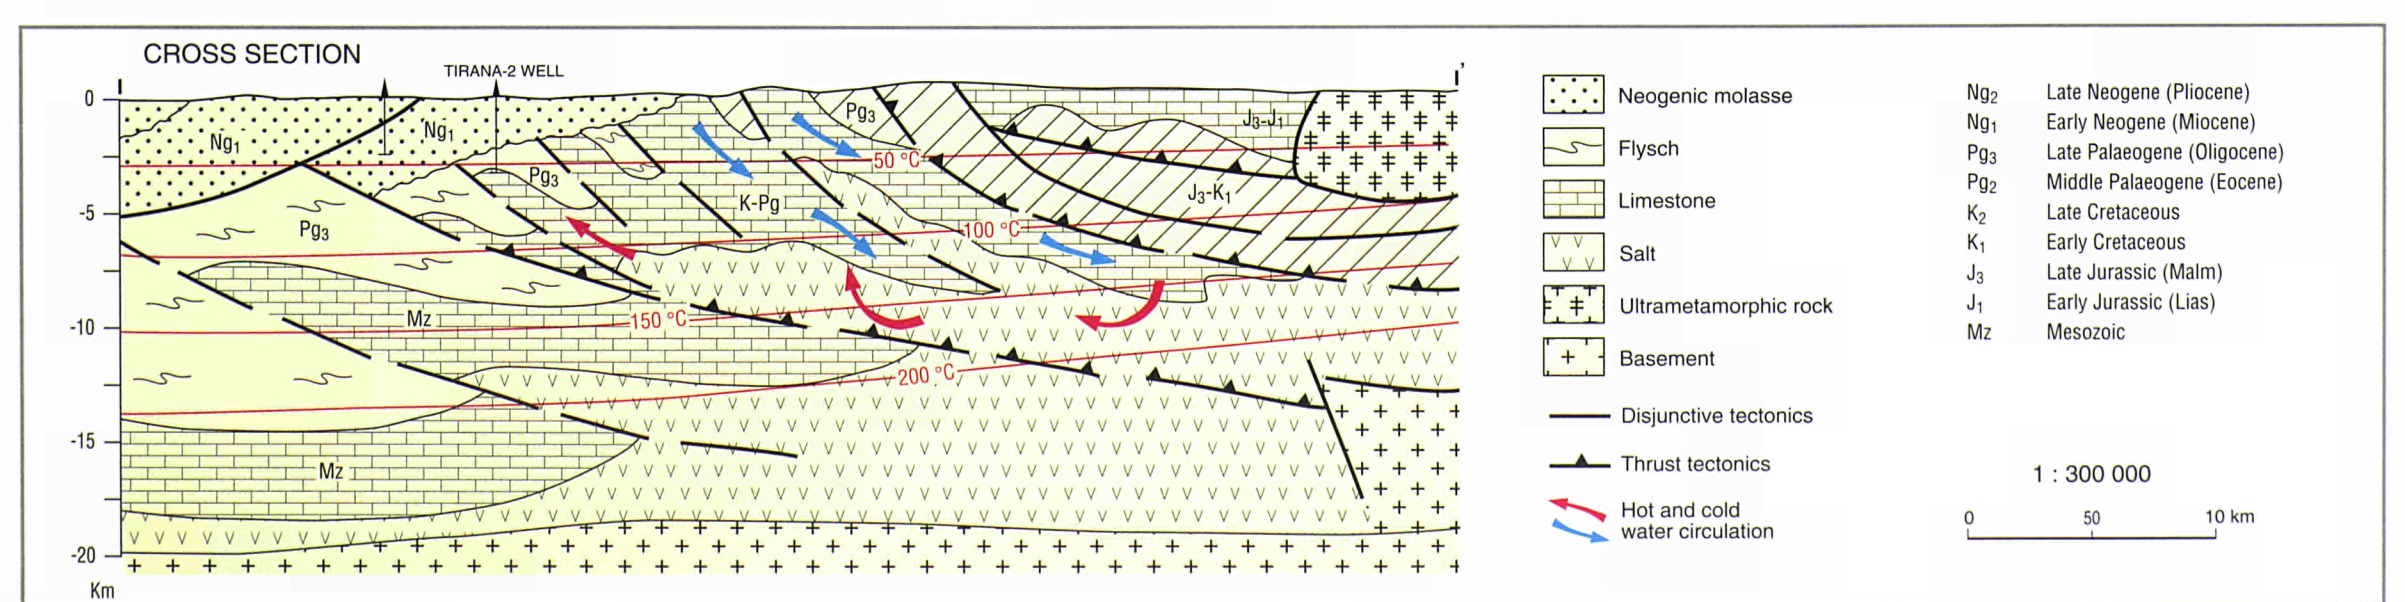 CROSS SECTION
TIRANA-2 WELL
I
I'
0
-5
-10
-15
-20
Km
Ng1
Ng1
Pg3
Pg3
Pg3
K-Pg
J3-J1
J3-K1
Mz
Mz
50 °C
100 °C
150 °C
200 °C
Neogenic molasse
Flysch
Limestone
Salt
Ultrametamorphic rock
Basement
Disjunctive tectonics
Thrust tectonics
Hot and cold
water circulation
Ng2 Late Neogene (Pliocene)
Ng1 Early Neogene (Miocene)
Pg3 Late Palaeogene (Oligocene)
Pg2 Middle Palaeogene (Eocene)
K2 Late Cretaceous
K1 Early Cretaceous
J3 Late Jurassic (Malm)
J1 Early Jurassic (Lias)
Mz Mesozoic
1 : 300 000
0 50 10 km